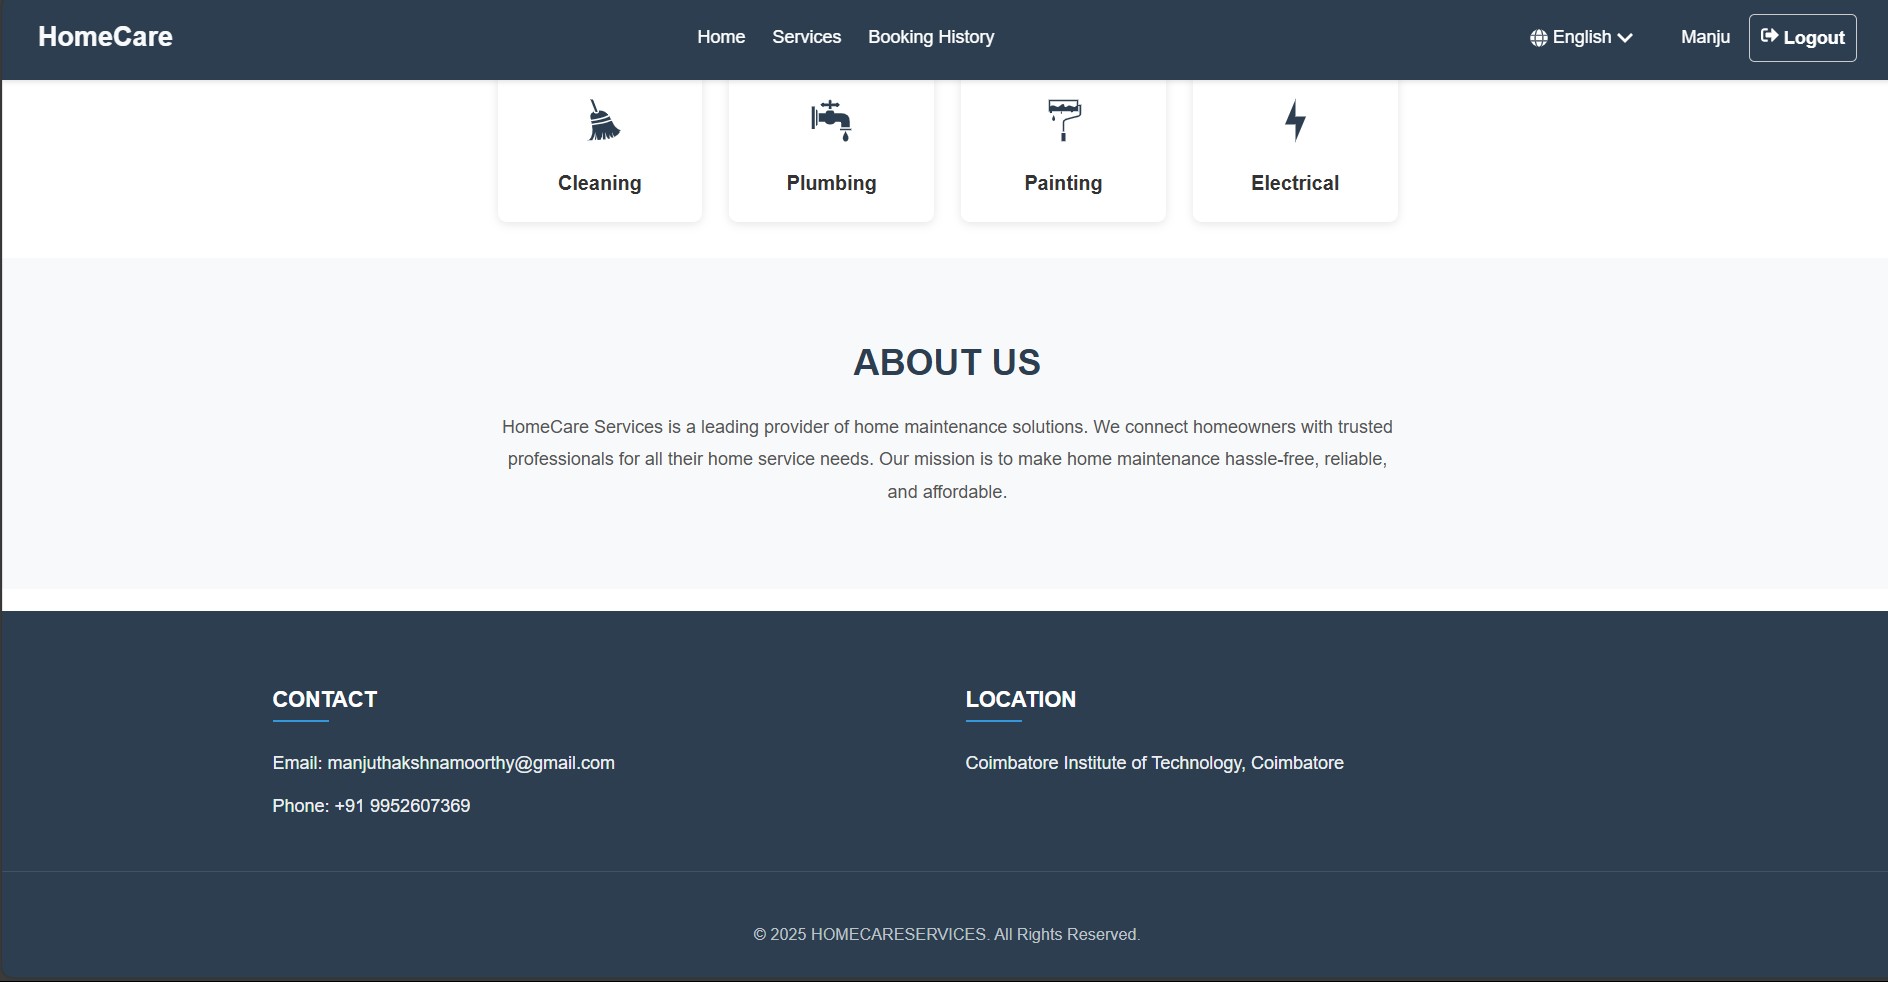 HomeCare
Home Services Booking History
English
Manju
Logout
Cleaning
Plumbing
Painting
Electrical
ABOUT US
HomeCare Services is a leading provider of home maintenance solutions. We connect homeowners with trusted
professionals for all their home service needs. Our mission is to make home maintenance hassle-free, reliable,
and affordable.
CONTACT
Email: manjuthakshnamoorthy@gmail.com
Phone: +91 9952607369
LOCATION
Coimbatore Institute of Technology, Coimbatore
© 2025 HOMECARESERVICES. All Rights Reserved.